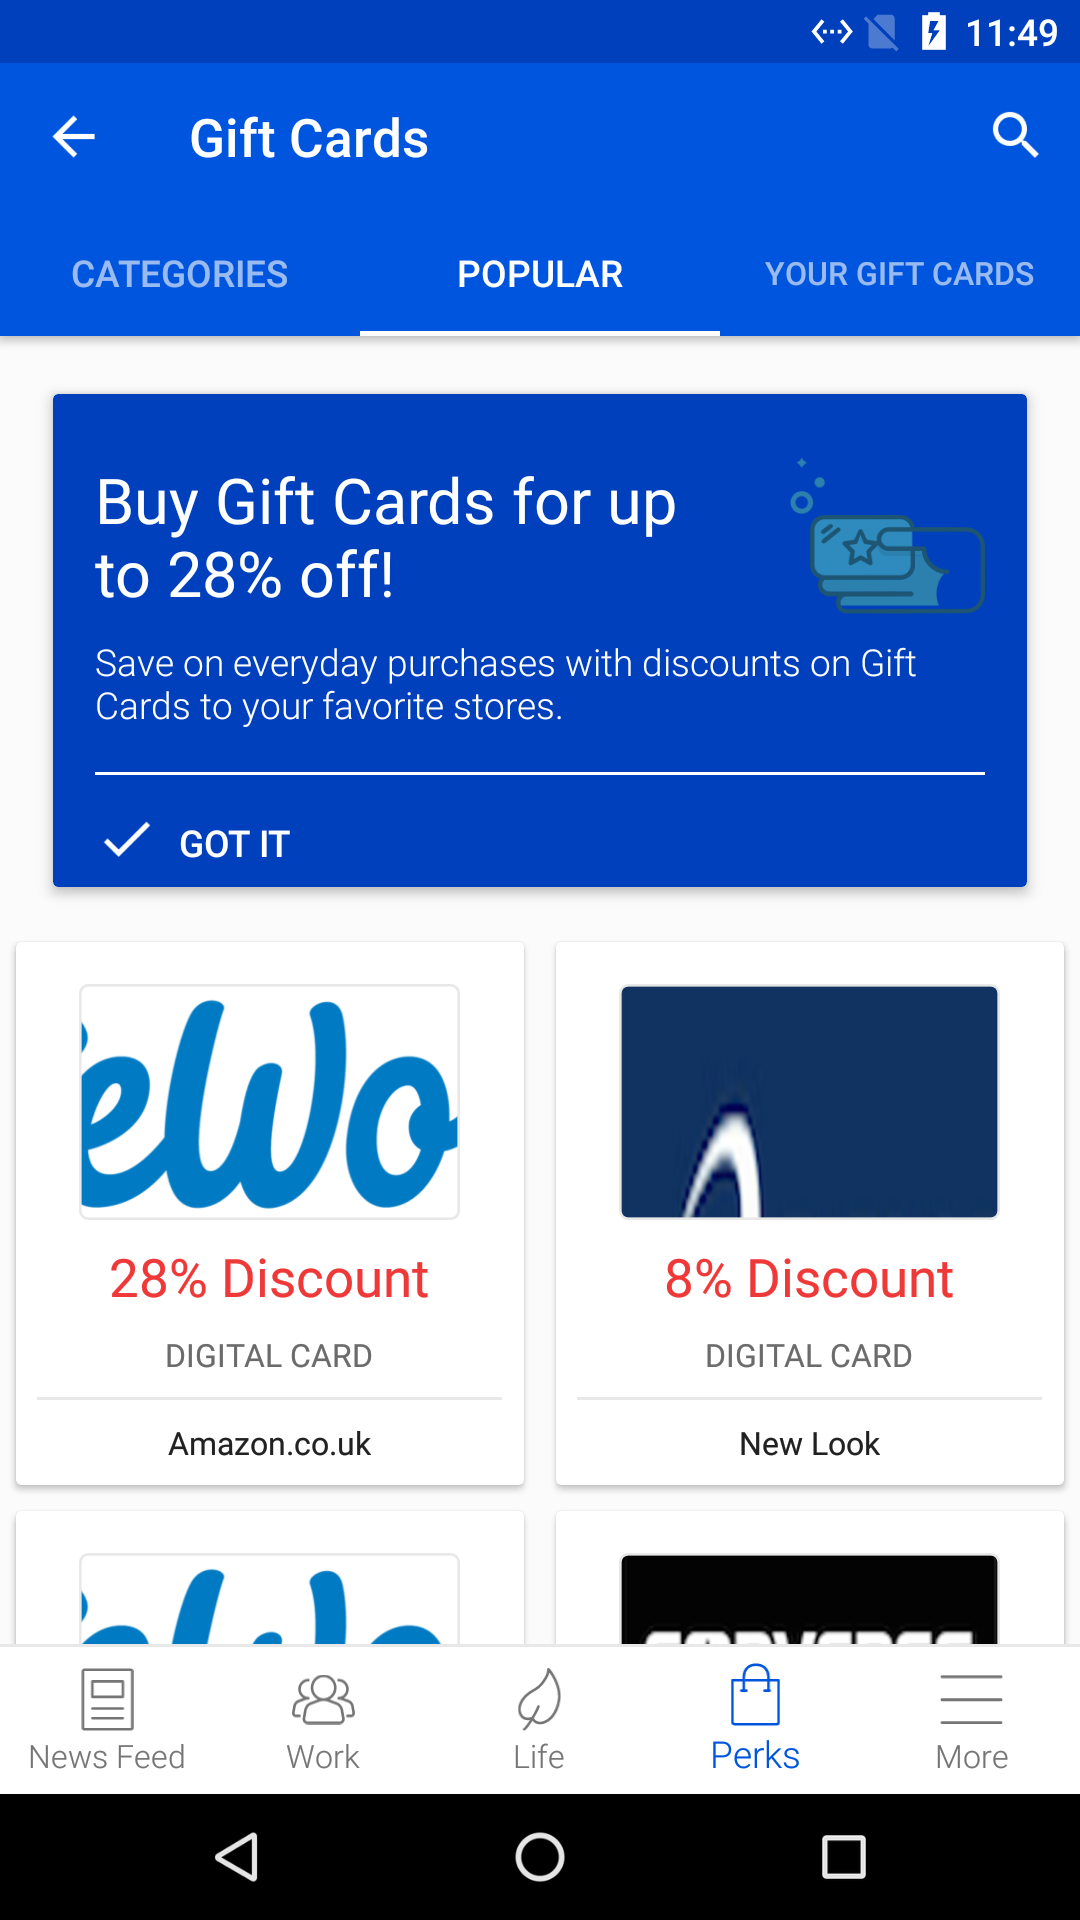 11:49
Gift Cards
CATEGORIES
POPULAR
YOUR GIFT CARDS
Buy Gift Cards for up
to 28% off!
Save on everyday purchases with discounts on Gift
Cards to your favorite stores.
GOT IT
eWo
28% Discount
DIGITAL CARD
Amazon.co.uk
8% Discount
DIGITAL CARD
New Look
News Feed
Work
Life
Perks
More